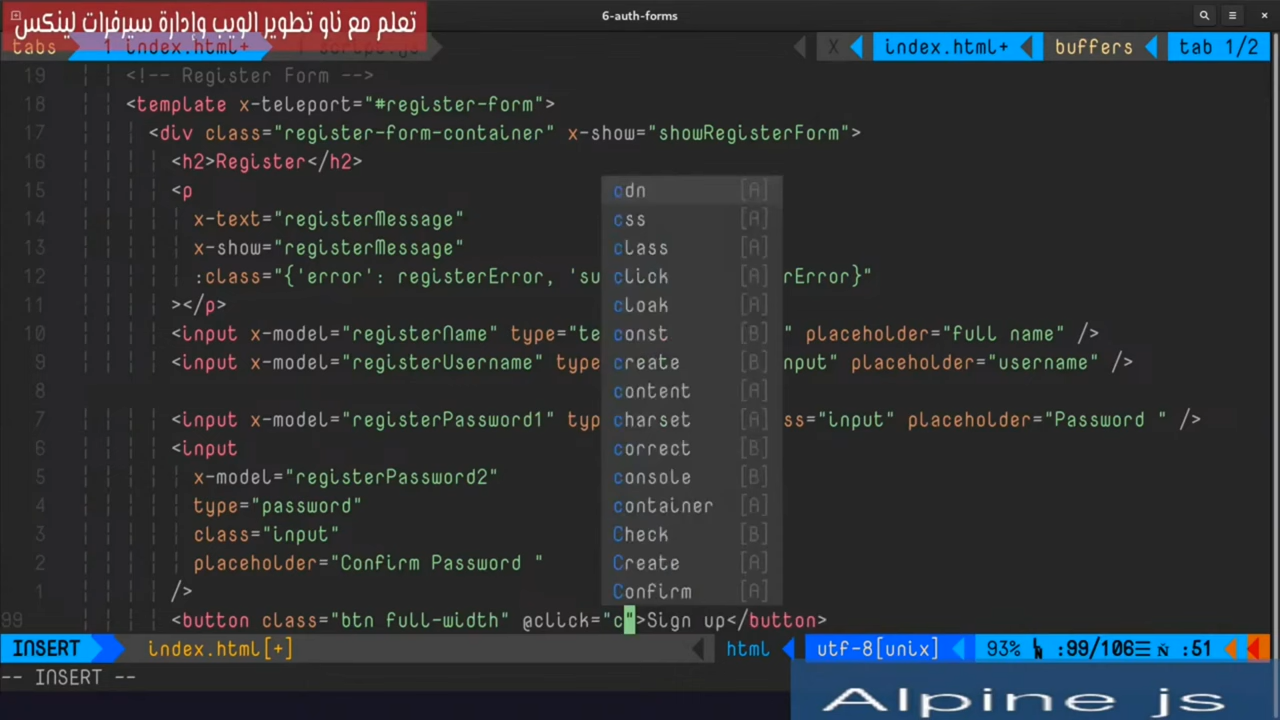 6-auth-forms
تعلم مع ناو تطوير الويب وإدارة سيرفرات لينكس
tabs 1 index.html+ scripts.js X index.html+ buffers tab 1/2
19 <!-- Register Form -->
18 <template x-teleport="#register-form">
17 <div class="register-form-container" x-show="showRegisterForm">
16 <h2>Register</h2>
15 <p
14 x-text="registerMessage"
13 x-show="registerMessage"
12 :class="{'error': registerError, 'su rError}"
11 ></p>
10 <input x-model="registerName" type="te " placeholder="full name" />
9 <input x-model="registerUsername" type nput" placeholder="username" />
8
7 <input x-model="registerPassword1" typ ss="input" placeholder="Password " />
6 <input
5 x-model="registerPassword2"
4 type="password"
3 class="input"
2 placeholder="Confirm Password "
1 />
99 <button class="btn full-width" @click="c">Sign up</button>
cdn [A]
css [A]
class [A]
click [A]
cloak [A]
const [B]
create [B]
content [A]
charset [A]
correct [B]
console [B]
container [A]
Check [B]
Create [A]
Confirm [A]
INSERT index.html[+] html utf-8[unix] 93% :99/106 :51
-- INSERT --
Alpine js